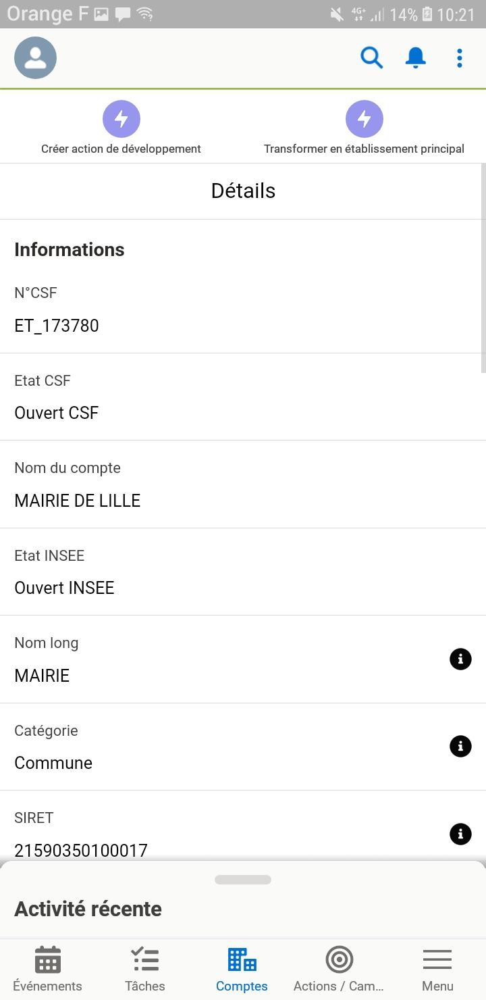 Orange F 4G+ 14% 10:21
Créer action de développement Transformer en établissement principal
Détails
Informations
N°CSF
ET_173780
Etat CSF
Ouvert CSF
Nom du compte
MAIRIE DE LILLE
Etat INSEE
Ouvert INSEE
Nom long
MAIRIE
Catégorie
Commune
SIRET
21590350100017
Activité récente
Événements Tâches Comptes Actions / Cam... Menu